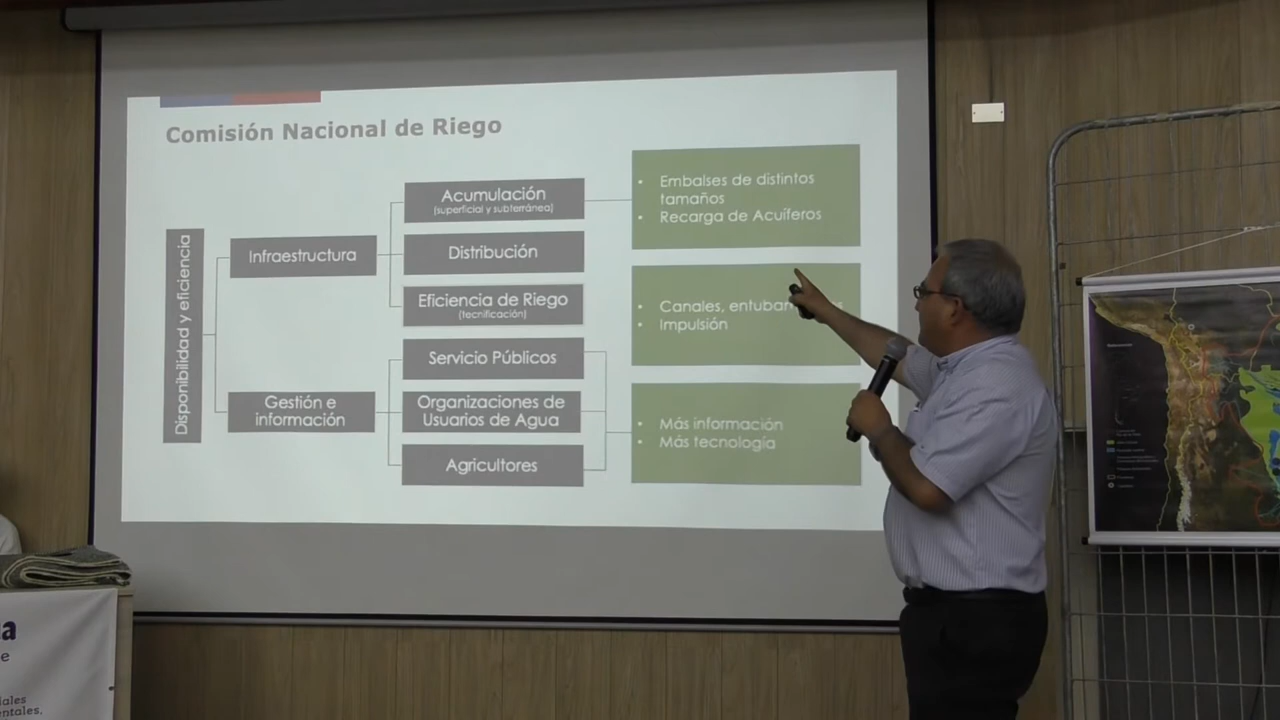 Comisión Nacional de Riego
Disponibilidad y eficiencia
Infraestructura
Gestión e
información
Acumulación
(superficial y subterránea)
Distribución
Eficiencia de Riego
(tecnificación)
Servicio Públicos
Organizaciones de
Usuarios de Agua
Agricultores
• Embalses de distintos
tamaños
• Recarga de Acuíferos
• Canales,
• Impulsión
• Más información
• Más tecnología